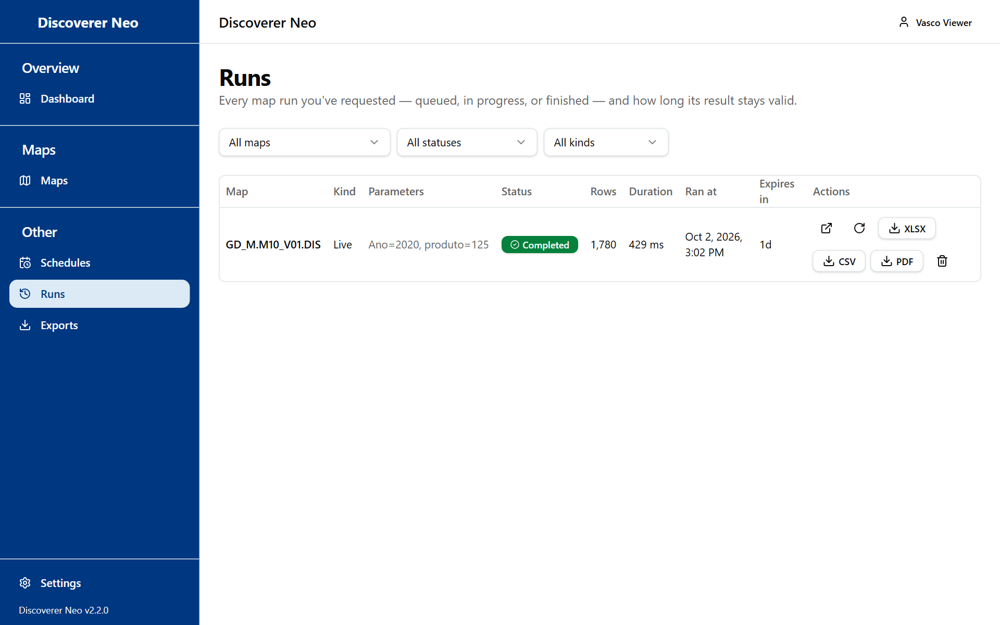 Discoverer Neo
Discoverer Neo
Vasco Viewer
Overview
Dashboard
Maps
Maps
Other
Schedules
Runs
Exports
Settings
Discoverer Neo v2.2.0
Runs
Every map run you've requested — queued, in progress, or finished — and how long its result stays valid.
All maps
All statuses
All kinds
Map Kind Parameters Status Rows Duration Ran at Expires in Actions
GD_M.M10_V01.DIS Live Ano=2020, produto=125 Completed 1,780 429 ms Oct 2, 2026, 3:02 PM 1d
XLSX
CSV PDF